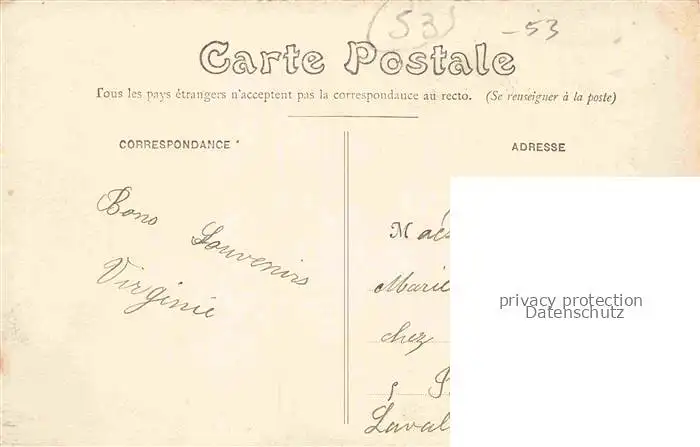 (53)
-53
Carte Postale
Tous les pays étrangers n'acceptent pas la correspondance au recto. (Se renseigner à la poste)
CORRESPONDANCE
ADRESSE
Bons Souvenirs
Virginie
M
Marie
chez
Laval
privacy protection
Datenschutz